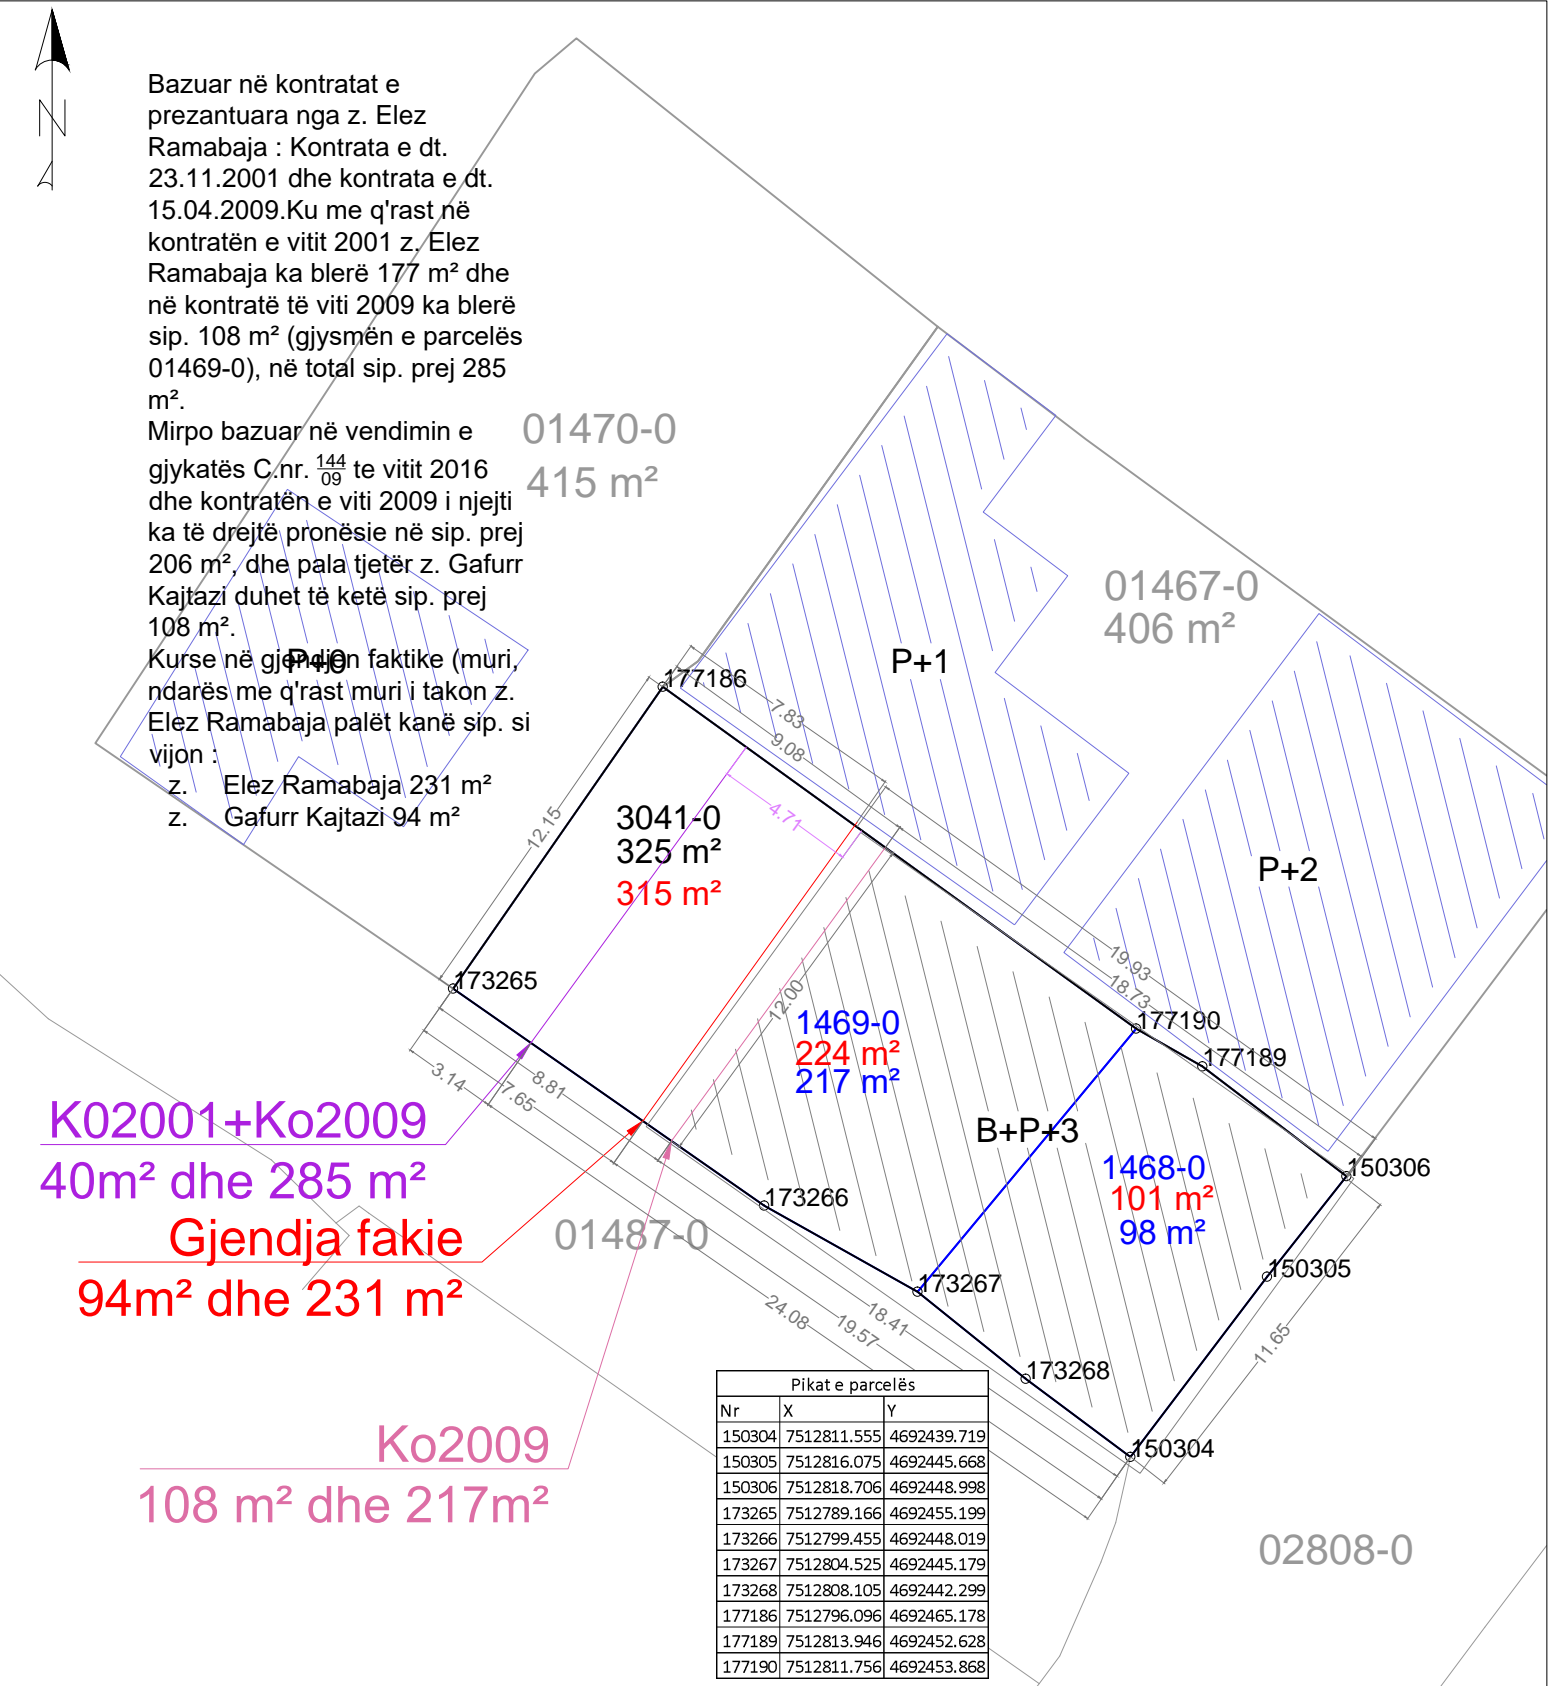 N
Bazuar në kontratat e
prezantuara nga z. Elez
Ramabaja : Kontrata e dt.
23.11.2001 dhe kontrata e dt.
15.04.2009.Ku me q'rast në
kontratën e vitit 2001 z. Elez
Ramabaja ka blerë 177 m² dhe
në kontratë të viti 2009 ka blerë
sip. 108 m² (gjysmën e parcelës
01469-0), në total sip. prej 285
m².
Mirpo bazuar në vendimin e
gjykatës C.nr. 144/09 te vitit 2016
dhe kontratën e viti 2009 i njejti
ka të drejtë pronësie në sip. prej
206 m², dhe pala tjetër z. Gafurr
Kajtazi duhet të ketë sip. prej
108 m².
Kurse në gjendjen faktike (muri,
ndarës me q'rast muri i takon z.
Elez Ramabaja palët kanë sip. si
vijon :
z. Elez Ramabaja 231 m²
z. Gafurr Kajtazi 94 m²
P+0
01470-0
415 m²
01467-0
406 m²
P+1
P+2
177186
7.83
9.08
4.71
12.15
3041-0
325 m²
315 m²
173265
19.93
18.73
12.00
1469-0
224 m²
217 m²
177190
177189
B+P+3
1468-0
101 m²
98 m²
150306
150305
11.65
3.14
8.81
7.65
K02001+Ko2009
40m² dhe 285 m²
Gjendja fakie
94m² dhe 231 m²
Ko2009
108 m² dhe 217m²
01487-0
173266
173267
173268
150304
24.08
18.41
19.57
02808-0
Pikat e parcelës
Nr X Y
150304 7512811.555 4692439.719
150305 7512816.075 4692445.668
150306 7512818.706 4692448.998
173265 7512789.166 4692455.199
173266 7512799.455 4692448.019
173267 7512804.525 4692445.179
173268 7512808.105 4692442.299
177186 7512796.096 4692465.178
177189 7512813.946 4692452.628
177190 7512811.756 4692453.868